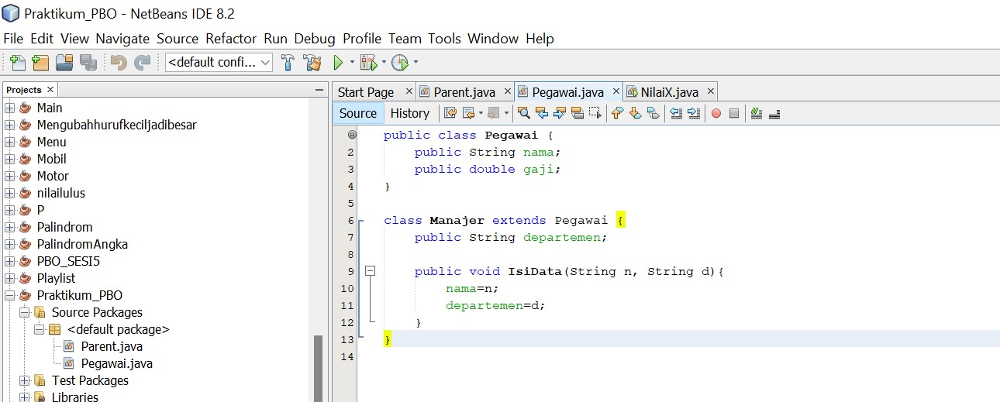 Praktikum_PBO - NetBeans IDE 8.2
File Edit View Navigate Source Refactor Run Debug Profile Team Tools Window Help
<default confi...
Projects
Main
Mengubahhurufkeciljadibesar
Menu
Mobil
Motor
nilailulus
P
Palindrom
PalindromAngka
PBO_SESI5
Playlist
Praktikum_PBO
Source Packages
<default package>
Parent.java
Pegawai.java
Test Packages
Libraries
Start Page Parent.java Pegawai.java NilaiX.java
Source History
public class Pegawai {
2 public String nama;
3 public double gaji;
4 }
5
6 class Manajer extends Pegawai {
7 public String departemen;
8
9 public void IsiData(String n, String d){
10 nama=n;
11 departemen=d;
12 }
13 }
14